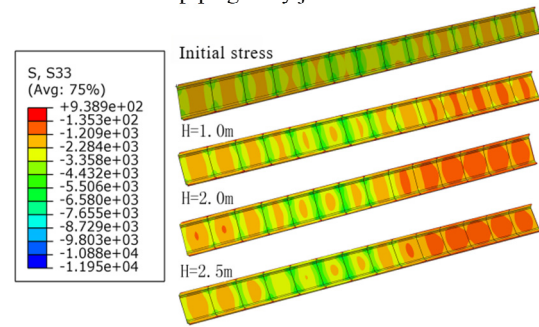 Initial stress
S, S33
(Avg: 75%)
+9.389e+02
-1.353e+02
-1.209e+03
-2.284e+03
-3.358e+03
-4.432e+03
-5.506e+03
-6.580e+03
-7.655e+03
-8.729e+03
-9.803e+03
-1.088e+04
-1.195e+04
H=1.0m
H=2.0m
H=2.5m